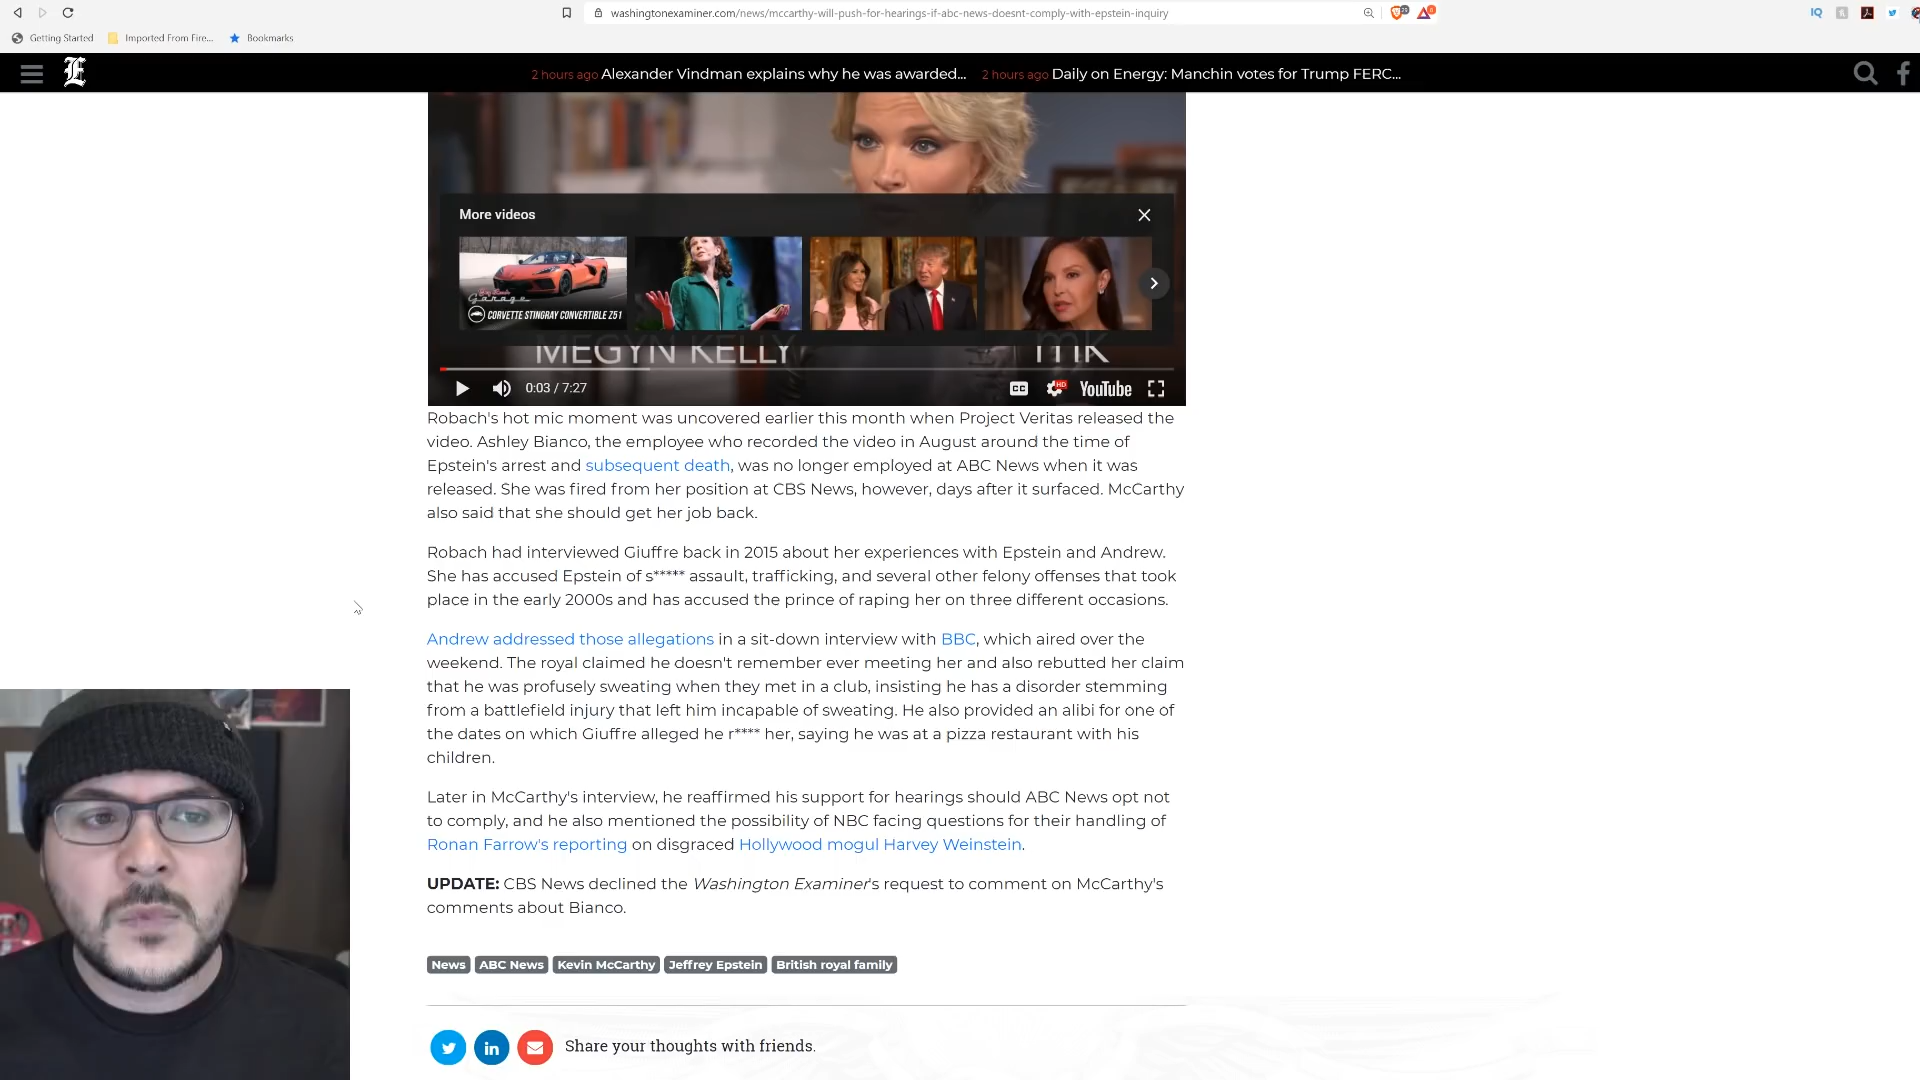 washingtonexaminer.com/news/mccarthy-will-push-for-hearings-if-abc-news-doesnt-comply-with-epstein-inquiry
Getting Started Imported From Fire... Bookmarks
2 hours ago Alexander Vindman explains why he was awarded... 2 hours ago Daily on Energy: Manchin votes for Trump FERC...
More videos
Garage
CORVETTE STINGRAY CONVERTIBLE Z51
MEGYN KELLY mk
0:03 / 7:27 CC HD YouTube
Robach's hot mic moment was uncovered earlier this month when Project Veritas released the
video. Ashley Bianco, the employee who recorded the video in August around the time of
Epstein's arrest and subsequent death, was no longer employed at ABC News when it was
released. She was fired from her position at CBS News, however, days after it surfaced. McCarthy
also said that she should get her job back.
Robach had interviewed Giuffre back in 2015 about her experiences with Epstein and Andrew.
She has accused Epstein of s***** assault, trafficking, and several other felony offenses that took
place in the early 2000s and has accused the prince of raping her on three different occasions.
Andrew addressed those allegations in a sit-down interview with BBC, which aired over the
weekend. The royal claimed he doesn't remember ever meeting her and also rebutted her claim
that he was profusely sweating when they met in a club, insisting he has a disorder stemming
from a battlefield injury that left him incapable of sweating. He also provided an alibi for one of
the dates on which Giuffre alleged he r**** her, saying he was at a pizza restaurant with his
children.
Later in McCarthy's interview, he reaffirmed his support for hearings should ABC News opt not
to comply, and he also mentioned the possibility of NBC facing questions for their handling of
Ronan Farrow's reporting on disgraced Hollywood mogul Harvey Weinstein.
UPDATE: CBS News declined the Washington Examiner's request to comment on McCarthy's
comments about Bianco.
News ABC News Kevin McCarthy Jeffrey Epstein British royal family
Share your thoughts with friends.